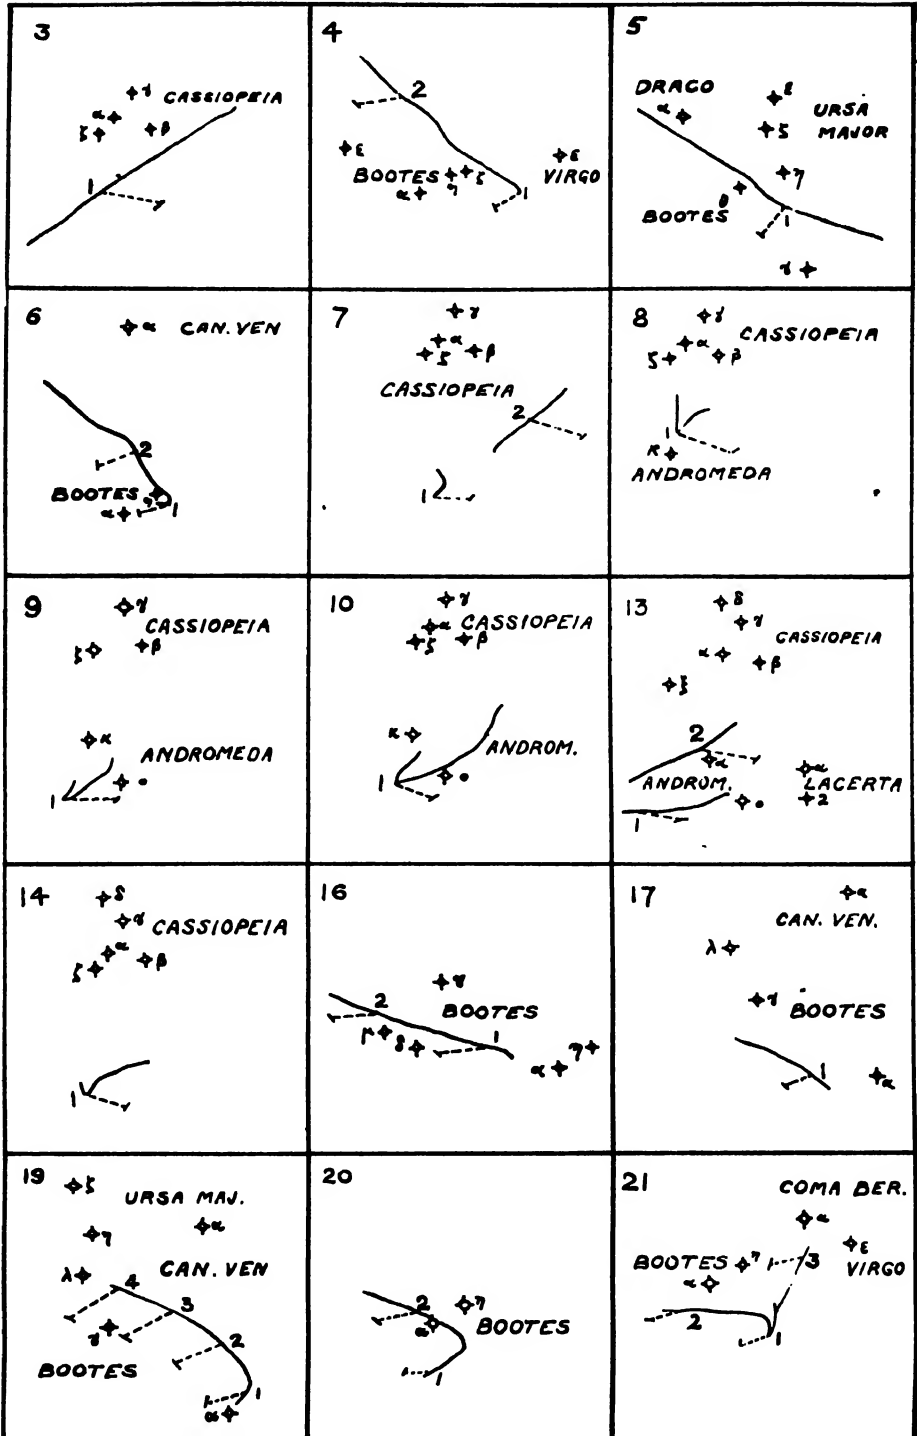 3
γ
CASSIOPEIA
α
ζ β
1
4
2
ε
BOOTES η ζ
α
ε
VIRGO
1
5
DRACO
α
ε
URSA
MAJOR
ζ
η
θ
BOOTES
1
γ
6
α CAN. VEN
2
BOOTES η
α 1
7
γ
α
ζ β
CASSIOPEIA
2
1
8
γ
CASSIOPEIA
α
ζ β
1
κ
ANDROMEDA
9
γ
CASSIOPEIA
ξ β
α
ANDROMEDA
1
10
γ
α CASSIOPEIA
ξ β
κ
ANDROM.
1
13
δ
γ
CASSIOPEIA
α
β
ξ
2
α
ANDROM.
α
LACERTA
2
1
14
δ
γ CASSIOPEIA
α
ζ β
1
16
γ
2
BOOTES
μ
δ
1
α η
17
α
CAN. VEN.
λ
γ BOOTES
1
α
19
ζ
URSA MAJ.
α
η
λ
CAN. VEN
4
3
γ
2
BOOTES
1
α
20
2 η
α BOOTES
1
21
COMA BER.
α
ε
VIRGO
BOOTES η
3
α
2
1